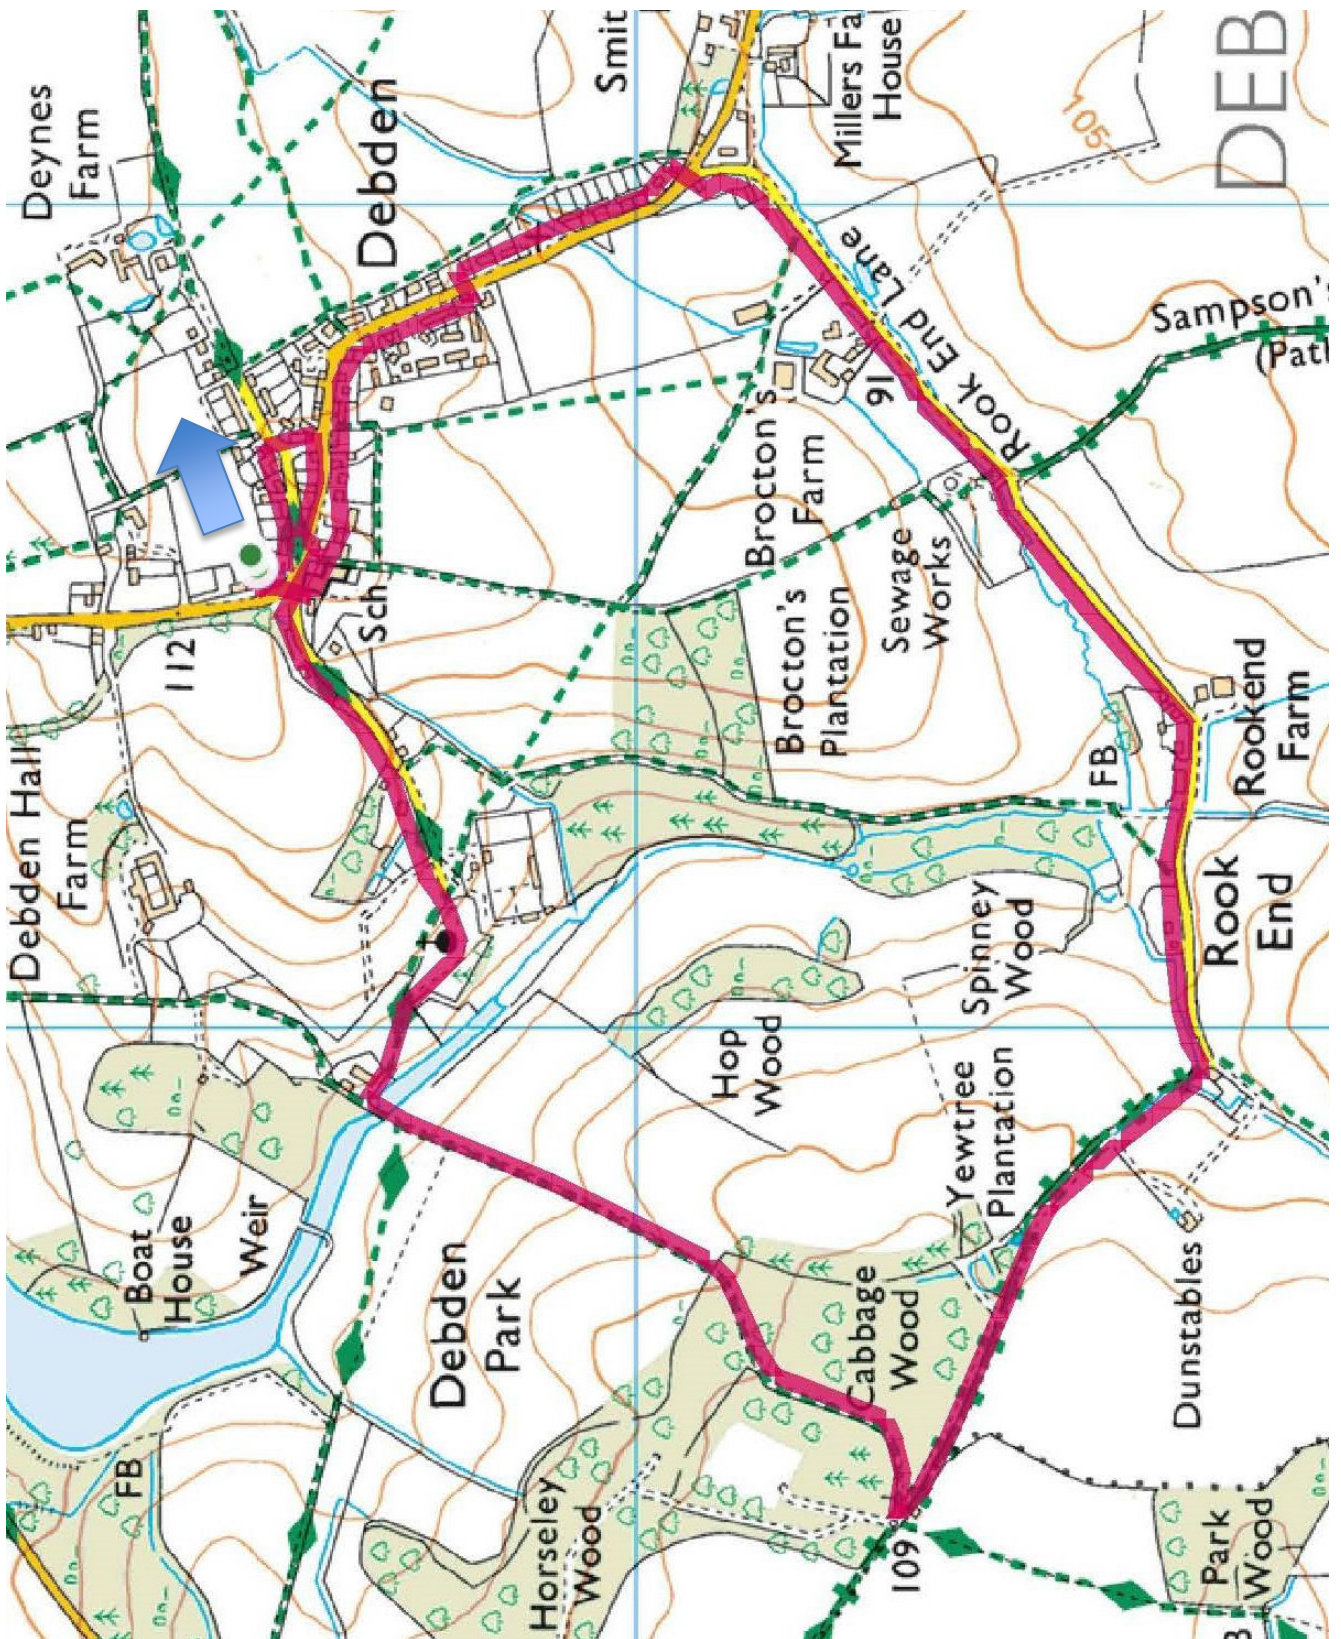 Deynes
Farm
Debden
Smit
Millers Fa
House
105
DEB
Rook End Lane
Sampson's
(Path
91
Brocton's
Farm
Sewage
Works
Sch
112
Brocton's
Plantation
Debden Hall
Farm
FB
Rookend
Farm
Rook
End
Spinney
Wood
Hop
Wood
Yewtree
Plantation
Boat
House
Weir
Debden
Park
Cabbage
Wood
Dunstables
FB
Horseley
Wood
109
Park
Wood
B